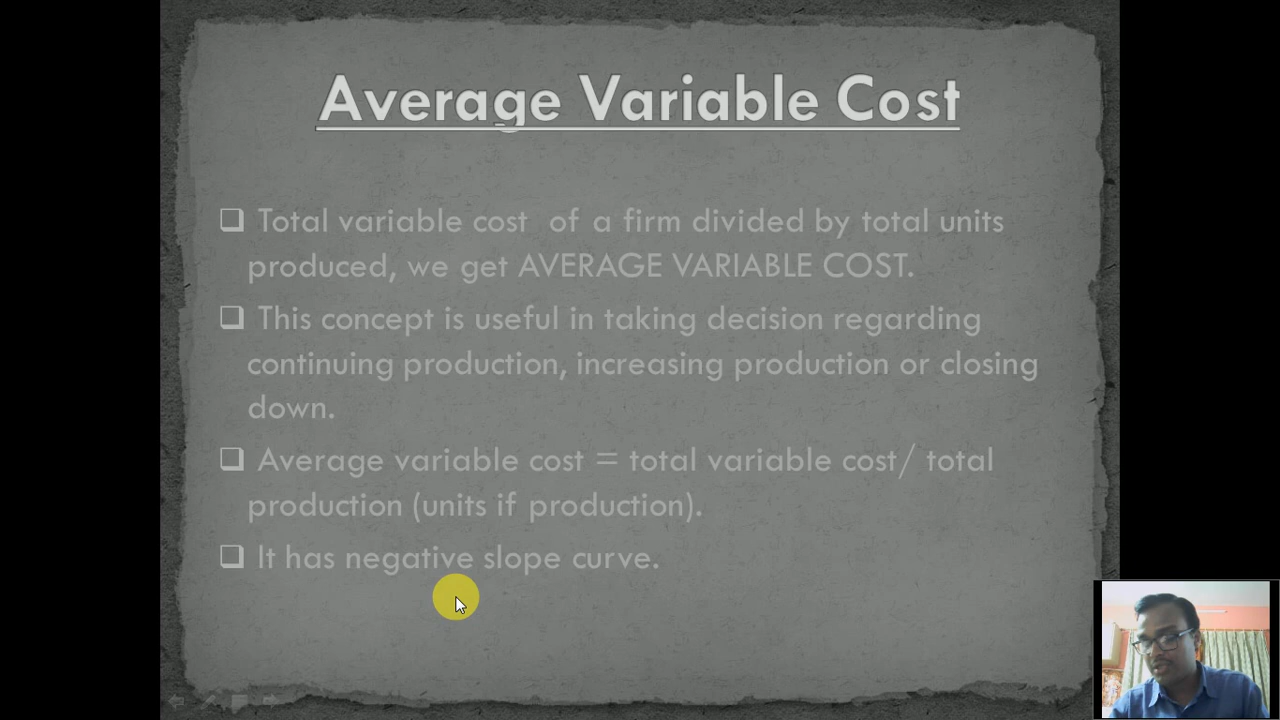 Average Variable Cost
❑ Total variable cost of a firm divided by total units
produced, we get AVERAGE VARIABLE COST.
❑ This concept is useful in taking decision regarding
continuing production, increasing production or closing
down.
❑ Average variable cost = total variable cost/ total
production (units if production).
❑ It has negative slope curve.